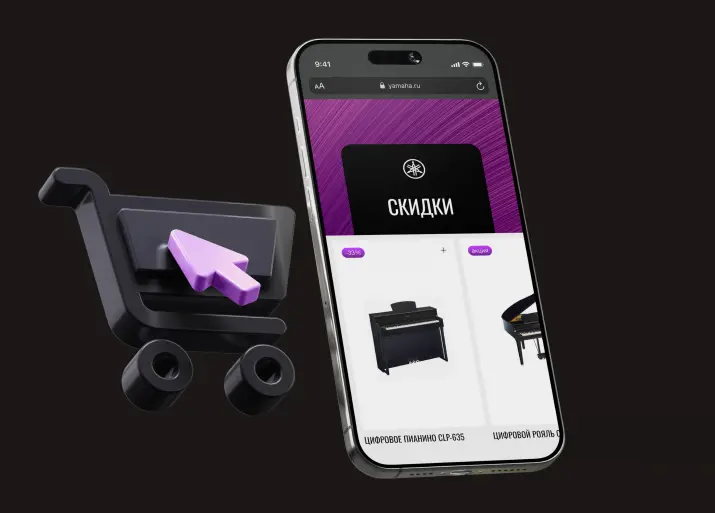 9:41
AA
yamaha.ru
СКИДКИ
-33%
акция
ЦИФРОВОЕ ПИАНИНО CLP-635
ЦИФРОВОЙ РОЯЛЬ C